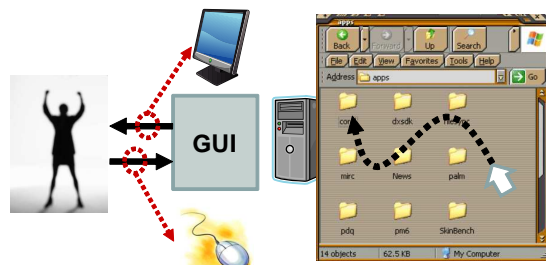 GUI
apps
Back Forward Up Search
File Edit View Favorites Tools Help
Address apps Go
dxsdk
mirc News palm
pdq pm6 SkinBench
14 objects 62.5 KB My Computer